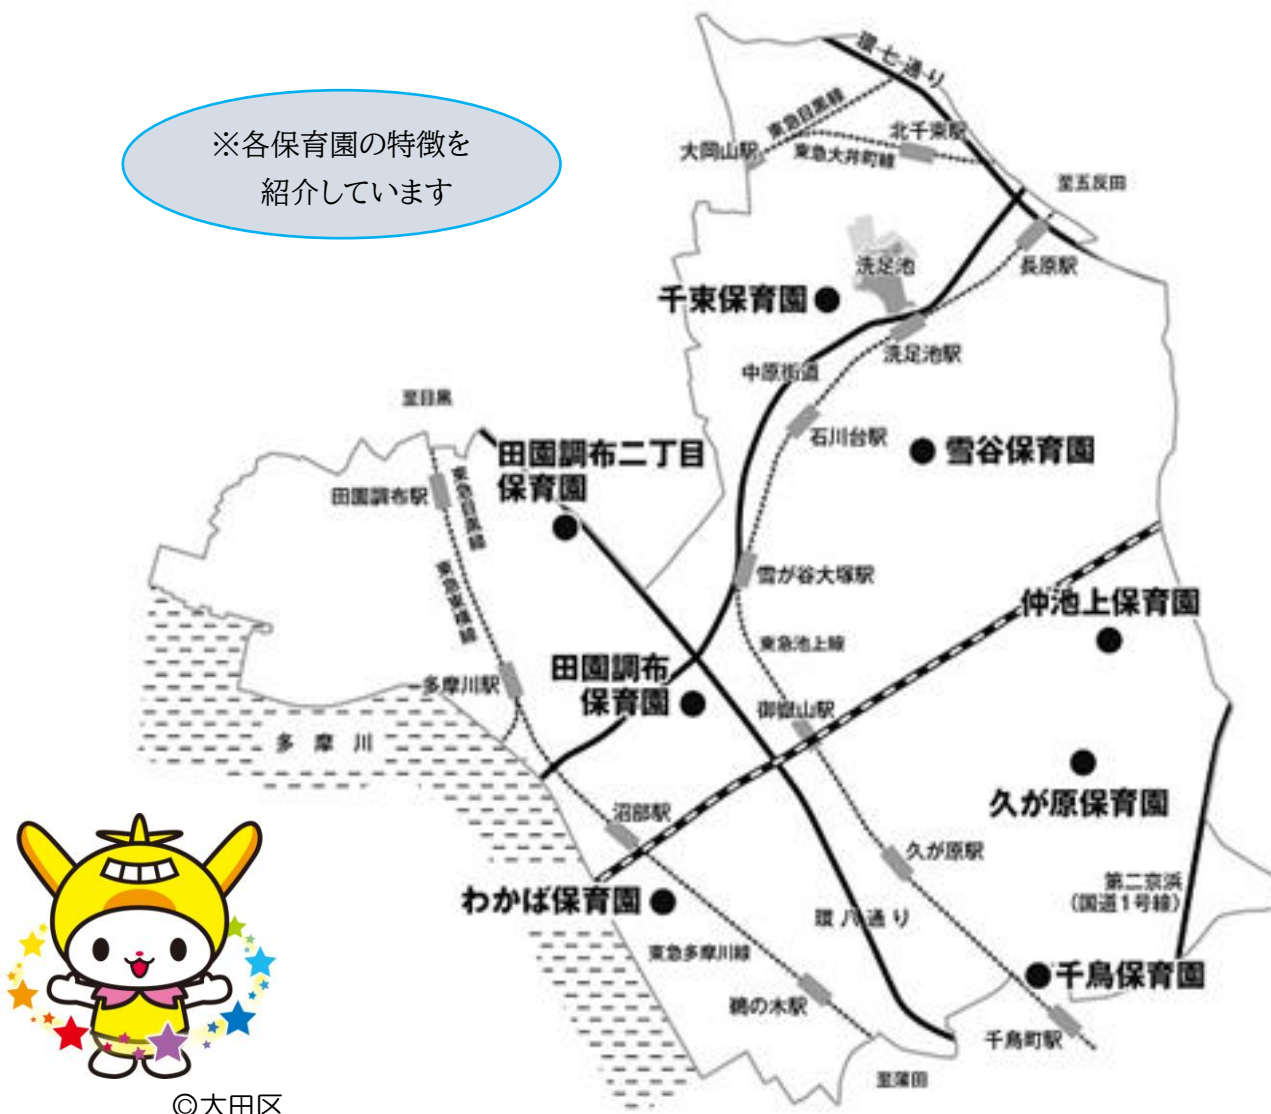 環七通り
※各保育園の特徴を
紹介しています
東急目黒線
北千束駅
大岡山駅
東急大井町線
至五反田
洗足池
長原駅
千束保育園
洗足池駅
中原街道
至目黒
石川台駅
田園調布二丁目
保育園
雪谷保育園
田園調布駅
東急目黒線
雪が谷大塚駅
東急東横線
仲池上保育園
東急池上線
田園調布
保育園
多摩川駅
御嶽山駅
多摩川
久が原保育園
沼部駅
久が原駅
第二京浜
(国道1号線)
わかば保育園
環八通り
東急多摩川線
千鳥保育園
鵜の木駅
千鳥町駅
至蒲田
©大田区